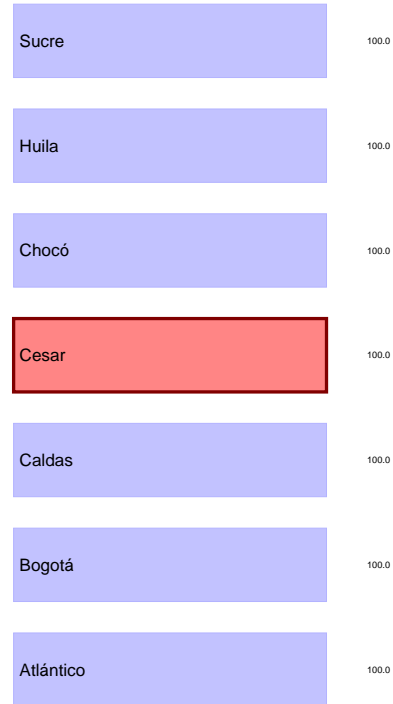 Sucre 100.0
Huila 100.0
Chocó 100.0
Cesar 100.0
Caldas 100.0
Bogotá 100.0
Atlántico 100.0